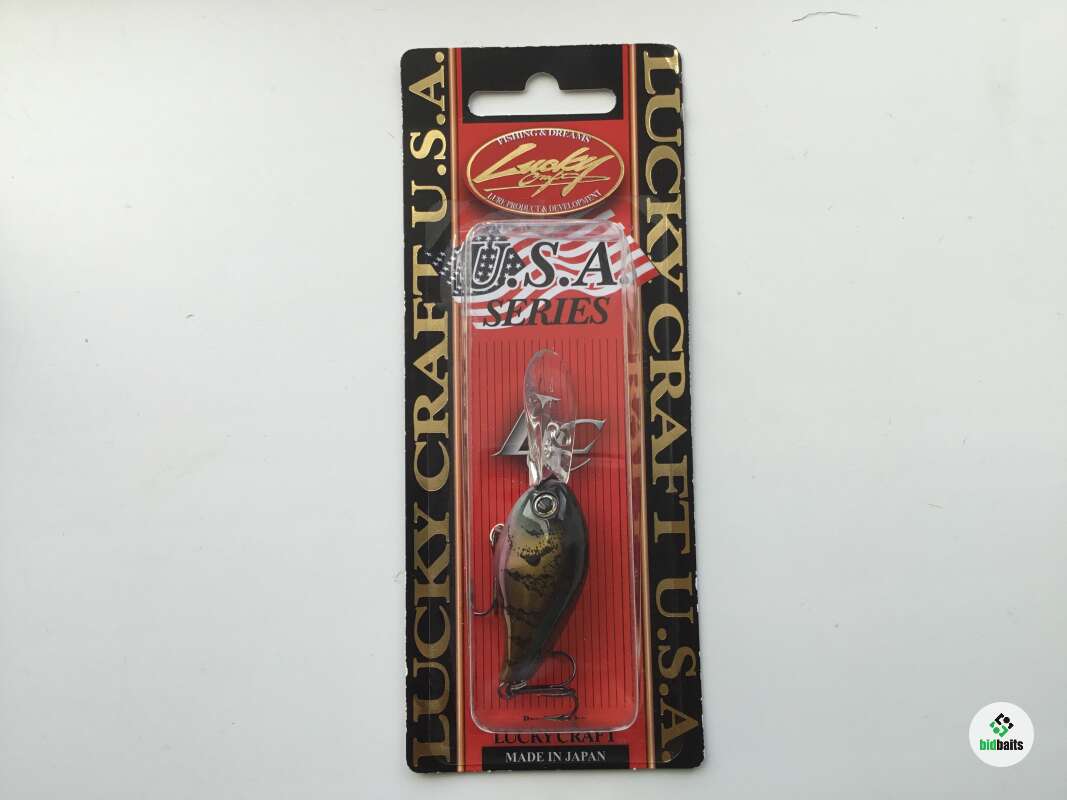 LUCKY CRAFT U.S.A.
FISHING & DREAMS
Lucky
Craft
LURE PRODUCT & DEVELOPMENT
U.S.A.
SERIES
LC
LUCKY CRAFT
MADE IN JAPAN
LUCKY CRAFT U.S.A.
bidbaits